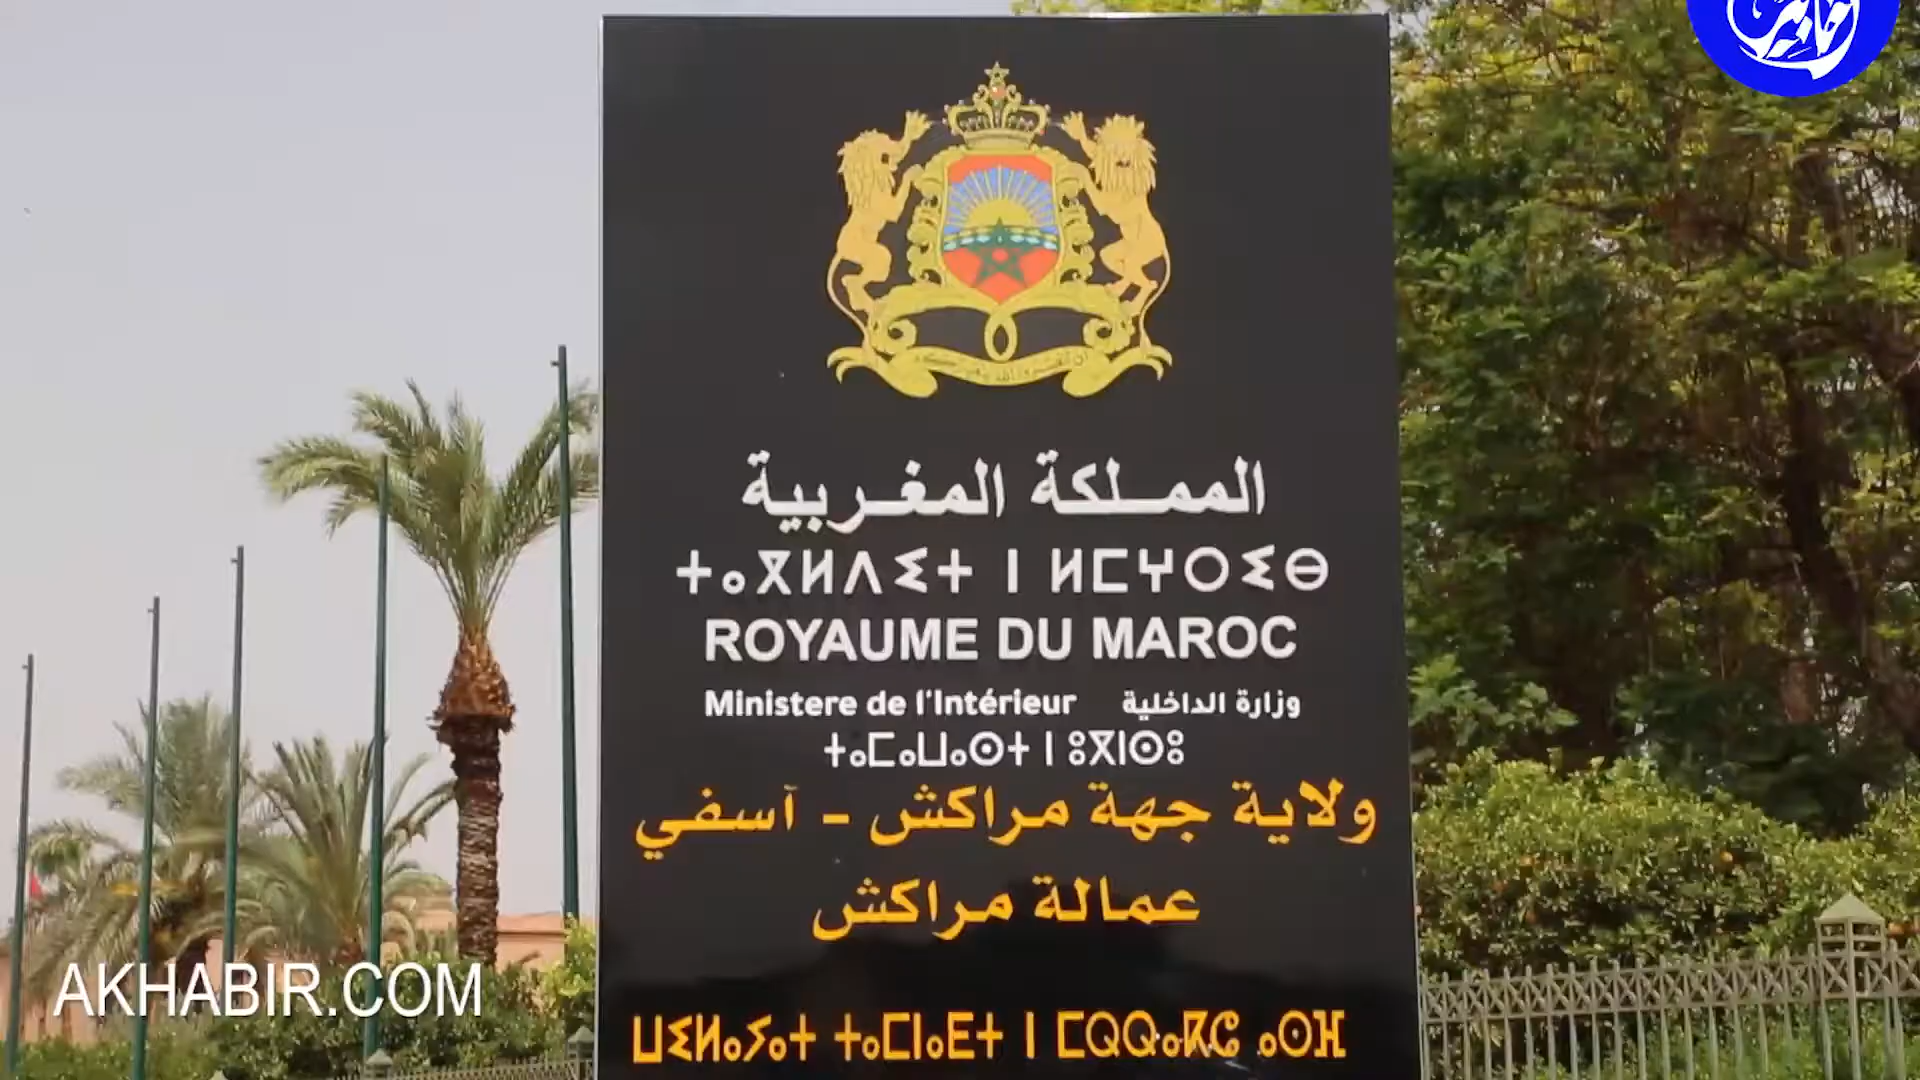 المملكة المغربية
ⵜⴰⴳⵍⴷⵉⵜ ⵏ ⵍⵎⵖⵔⵉⴱ
ROYAUME DU MAROC
Ministere de l'Intérieur وزارة الداخلية
ⵜⴰⵎⴰⵡⴰⵙⵜ ⵏ ⵓⴳⵏⵙⵓ
ولاية جهة مراكش - آسفي
عمالة مراكش
ⵡⵉⵍⴰⵢⴰⵜ ⵜⴰⵎⵏⴰⴹⵜ ⵏ ⵎⵕⵕⴰⴽⵛ ⴰⵙⴼ
AKHABIR.COM